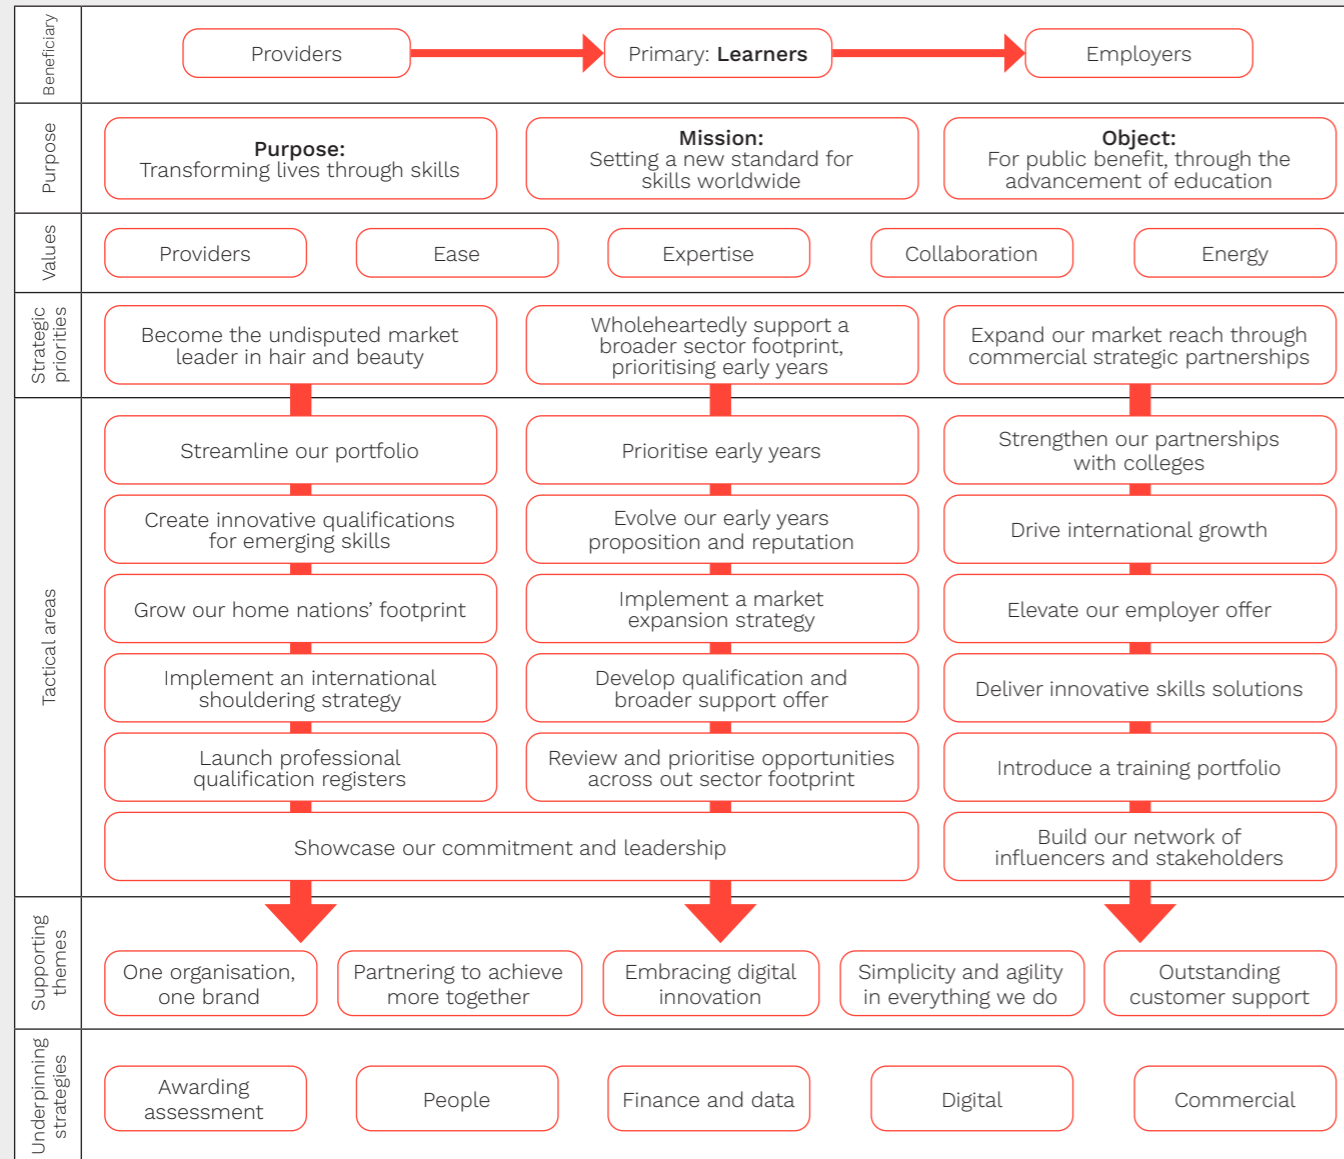 Beneficiary
Providers
Primary: Learners
Employers
Purpose
Purpose:
Transforming lives through skills
Mission:
Setting a new standard for
skills worldwide
Object:
For public benefit, through the
advancement of education
Values
Providers
Ease
Expertise
Collaboration
Energy
Strategic
priorities
Become the undisputed market
leader in hair and beauty
Wholeheartedly support a
broader sector footprint,
prioritising early years
Expand our market reach through
commercial strategic partnerships
Tactical areas
Streamline our portfolio
Prioritise early years
Strengthen our partnerships
with colleges
Create innovative qualifications
for emerging skills
Evolve our early years
proposition and reputation
Drive international growth
Grow our home nations’ footprint
Implement a market
expansion strategy
Elevate our employer offer
Implement an international
shouldering strategy
Develop qualification and
broader support offer
Deliver innovative skills solutions
Launch professional
qualification registers
Review and prioritise opportunities
across out sector footprint
Introduce a training portfolio
Showcase our commitment and leadership
Build our network of
influencers and stakeholders
Supporting
themes
One organisation,
one brand
Partnering to achieve
more together
Embracing digital
innovation
Simplicity and agility
in everything we do
Outstanding
customer support
Underpinning
strategies
Awarding
assessment
People
Finance and data
Digital
Commercial